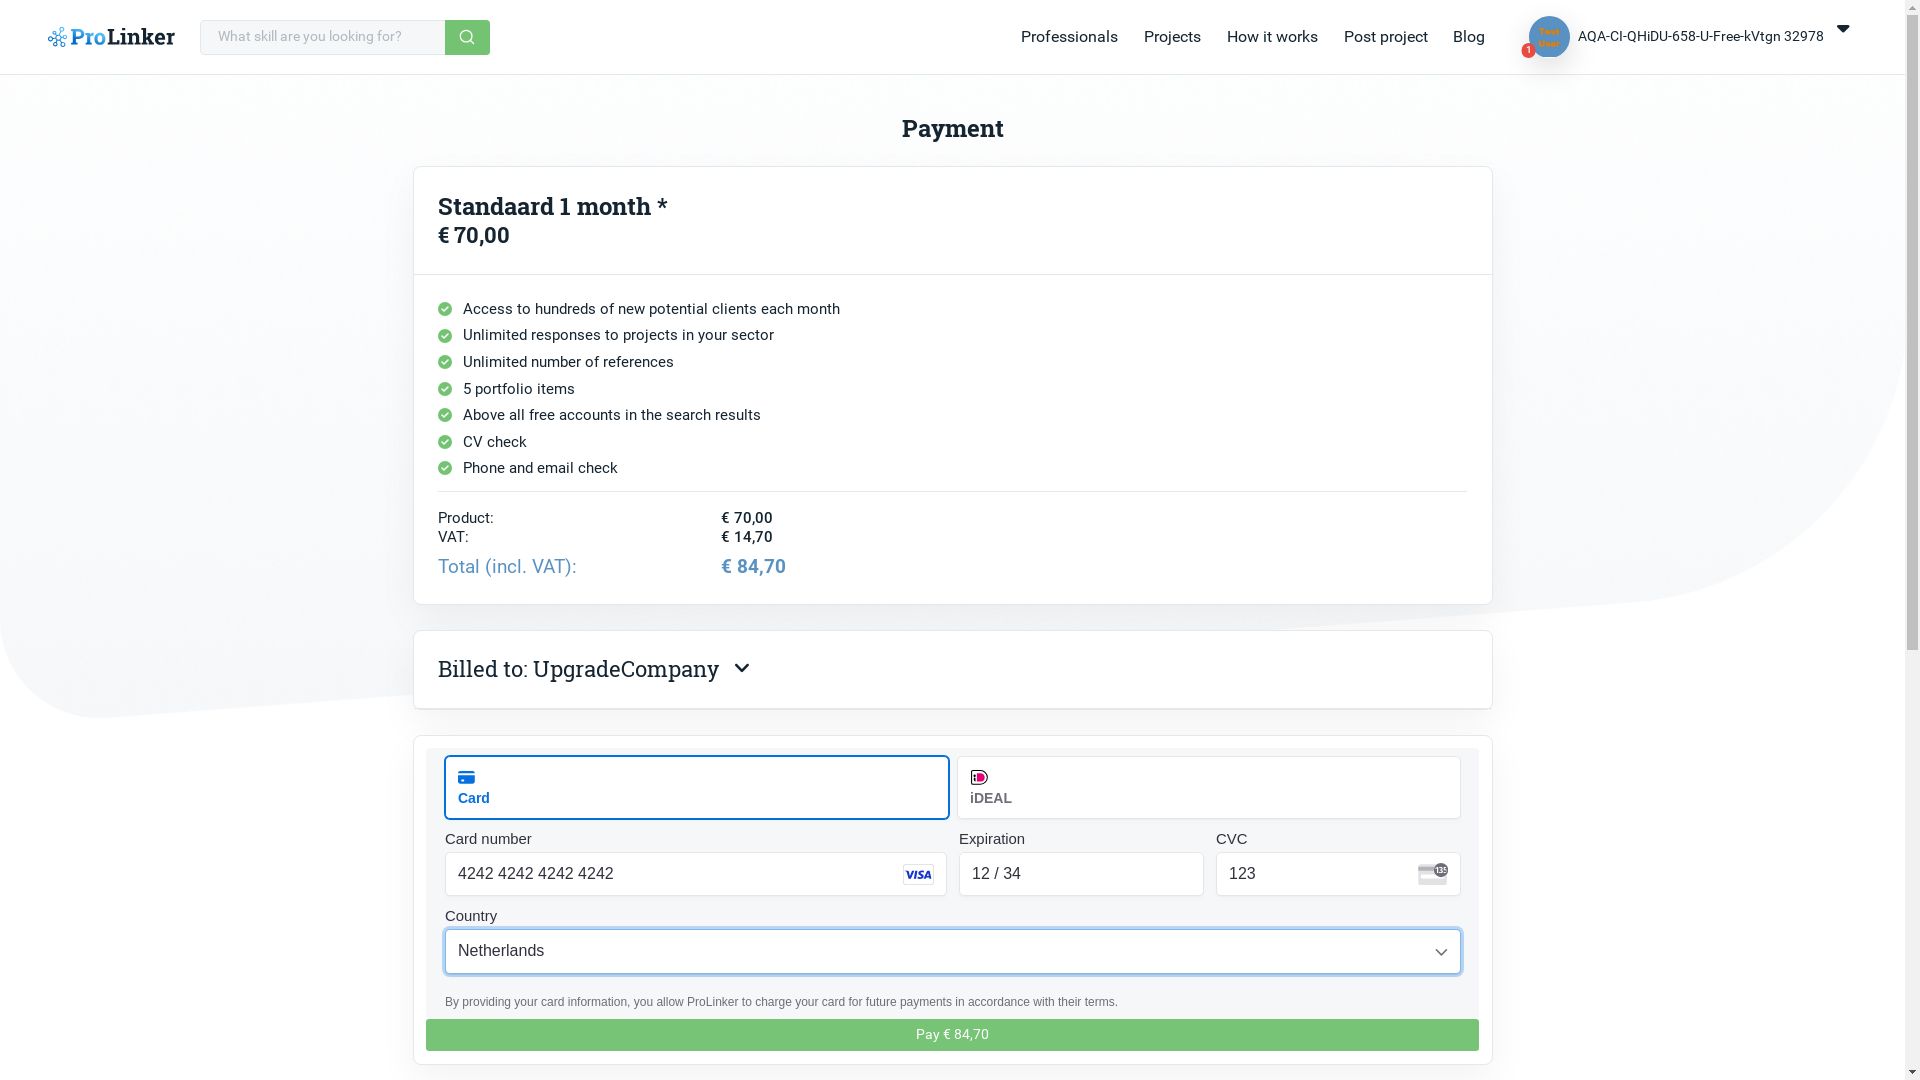 ProLinker
What skill are you looking for?
Professionals
Projects
How it works
Post project
Blog
1
AQA-CI-QHiDU-658-U-Free-kVtgn 32978
Payment
Standaard 1 month *
€ 70,00
Access to hundreds of new potential clients each month
Unlimited responses to projects in your sector
Unlimited number of references
5 portfolio items
Above all free accounts in the search results
CV check
Phone and email check
Product: € 70,00
VAT: € 14,70
Total (incl. VAT): € 84,70
Billed to: UpgradeCompany
Card
iDEAL
Card number
Expiration
CVC
4242 4242 4242 4242
VISA
12 / 34
123
135
Country
Netherlands
By providing your card information, you allow ProLinker to charge your card for future payments in accordance with their terms.
Pay € 84,70